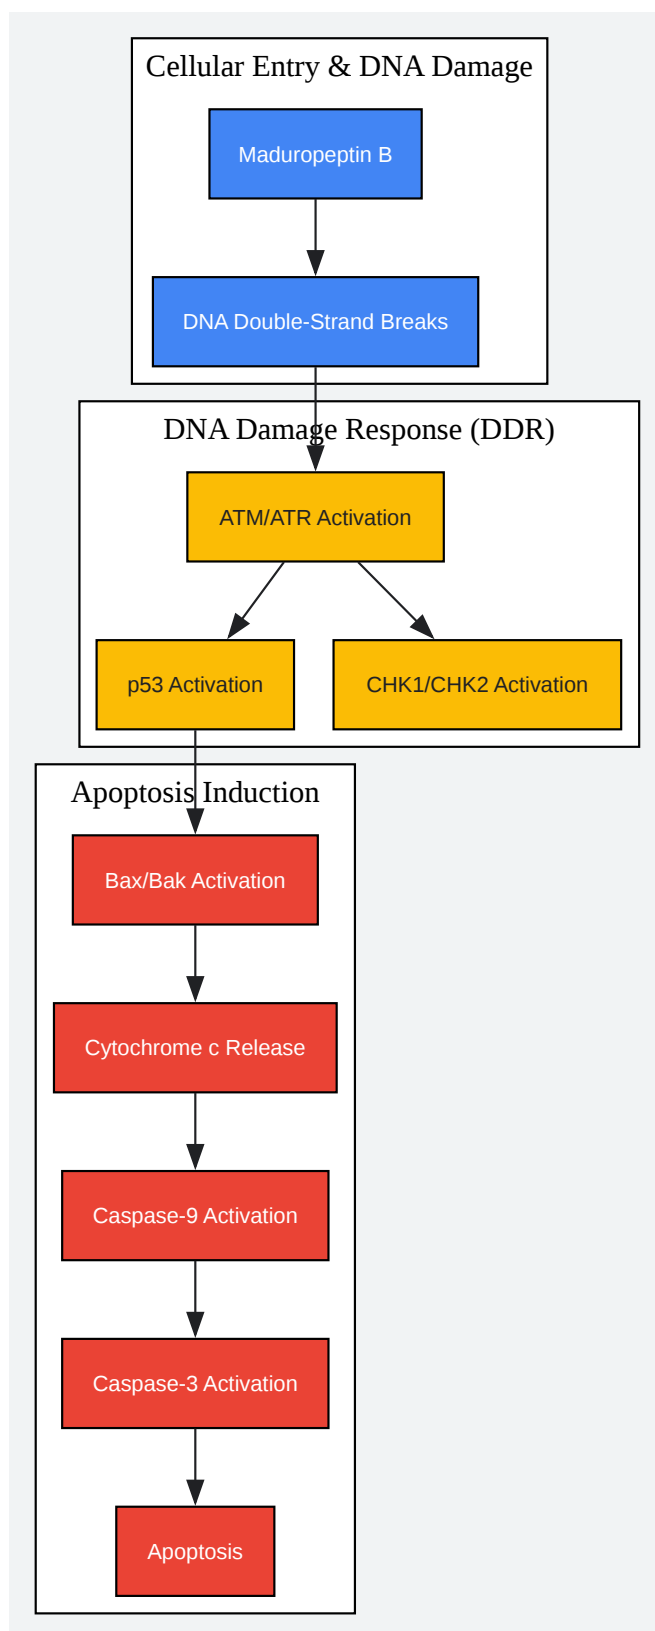 Cellular Entry & DNA Damage
Maduropeptin B
DNA Double-Strand Breaks
DNA Damage Response (DDR)
ATM/ATR Activation
p53 Activation
CHK1/CHK2 Activation
Apoptosis Induction
Bax/Bak Activation
Cytochrome c Release
Caspase-9 Activation
Caspase-3 Activation
Apoptosis